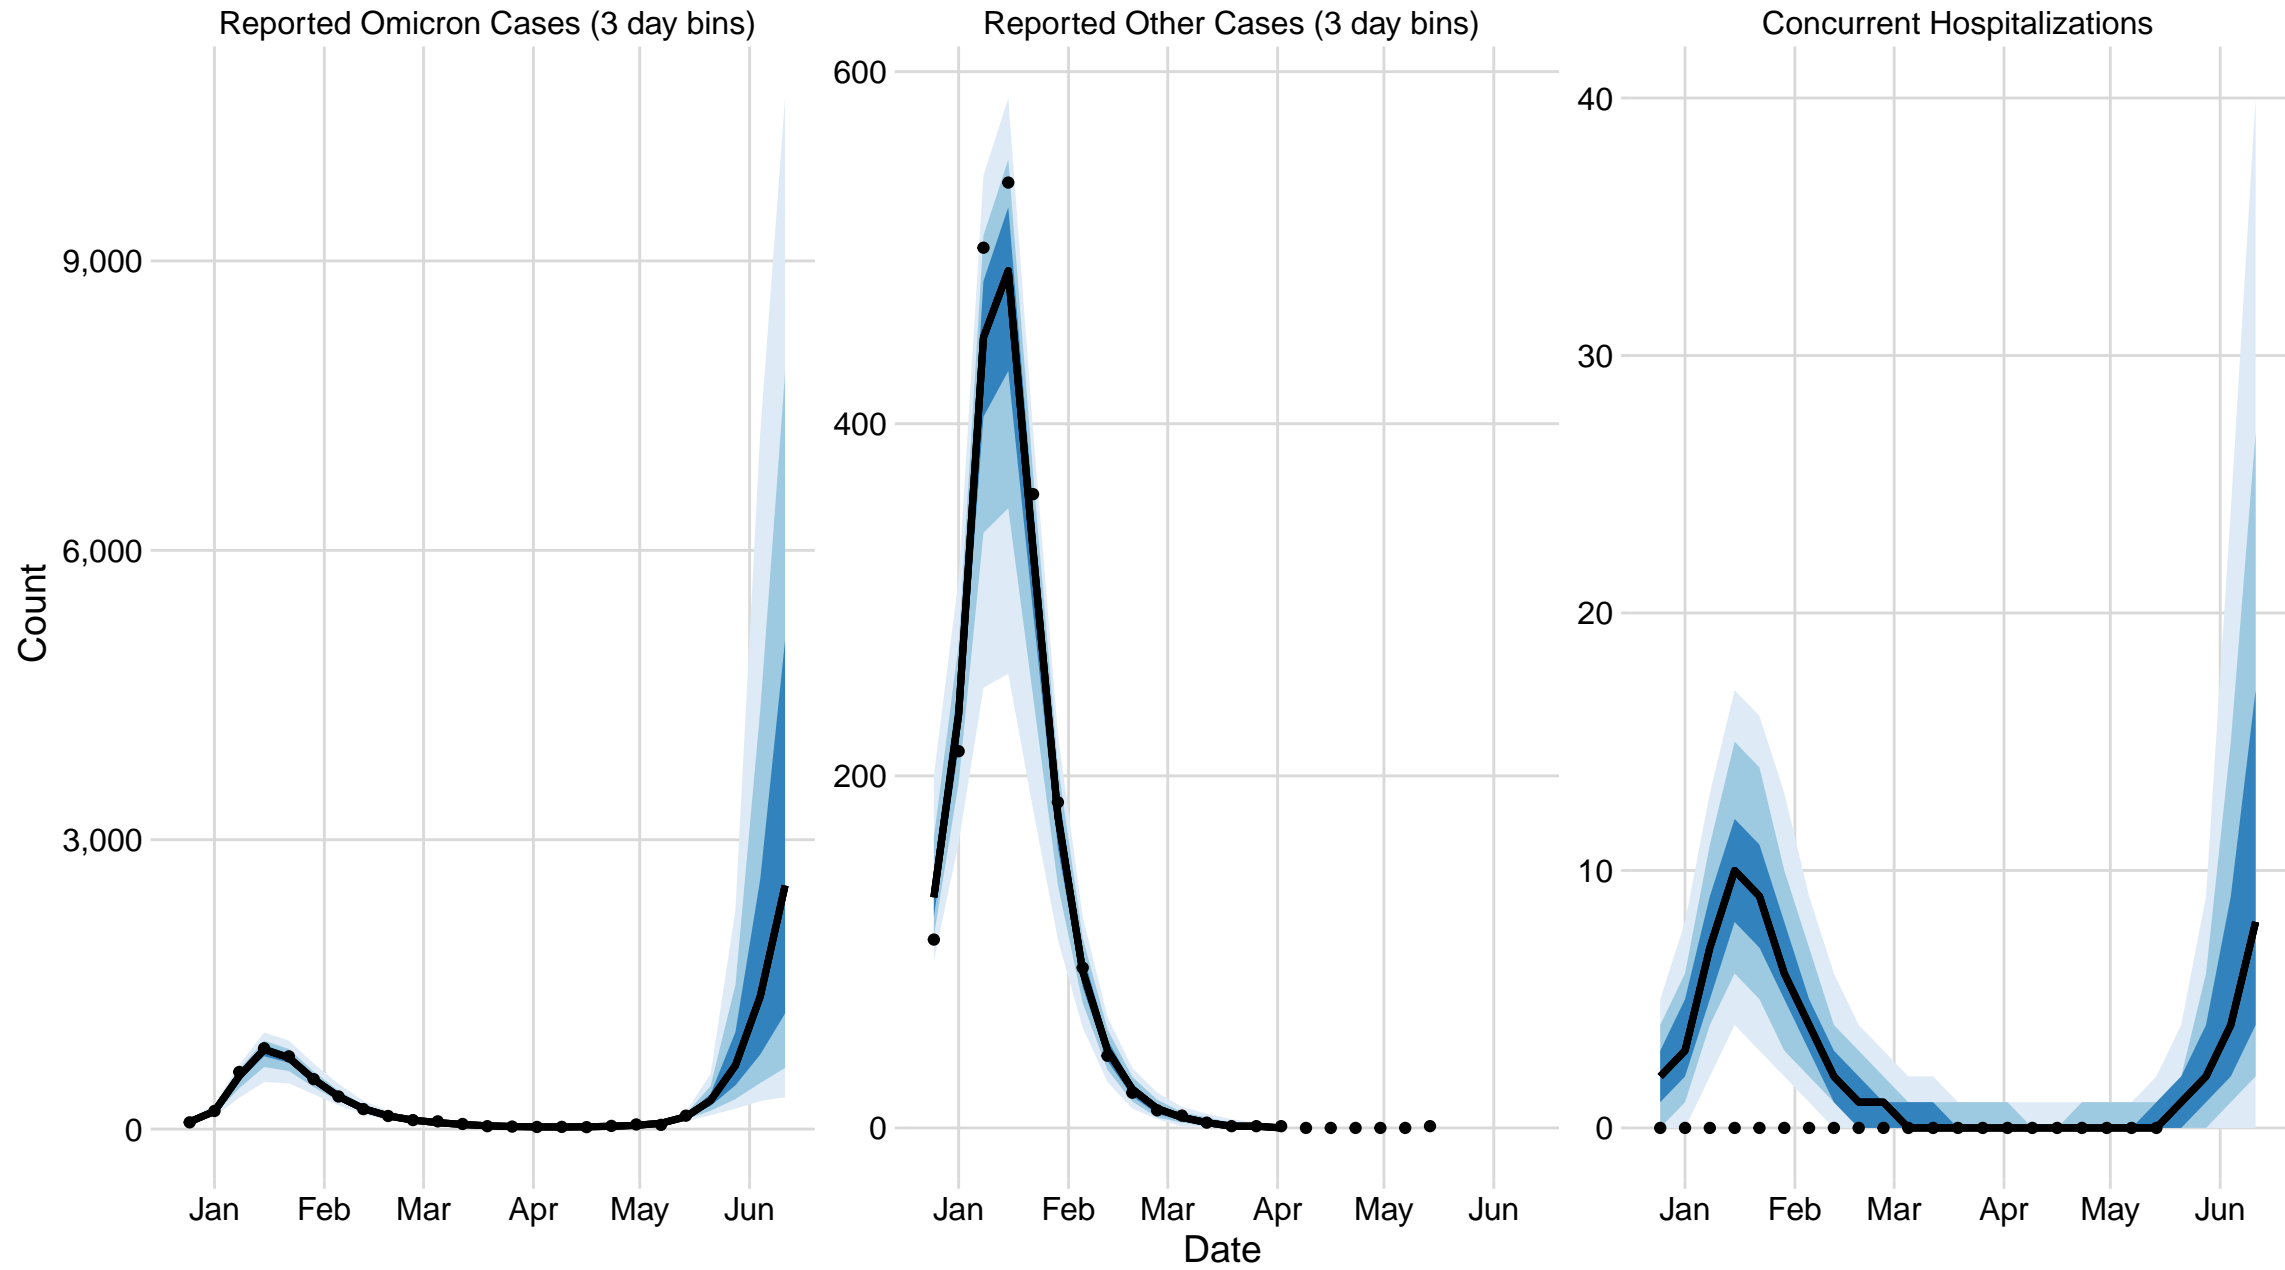 Reported Omicron Cases (3 day bins)
Reported Other Cases (3 day bins)
Concurrent Hospitalizations
Count
9,000
6,000
3,000
0
Jan Feb Mar Apr May Jun
600
400
200
0
Jan Feb Mar Apr May Jun
40
30
20
10
0
Jan Feb Mar Apr May Jun
Date